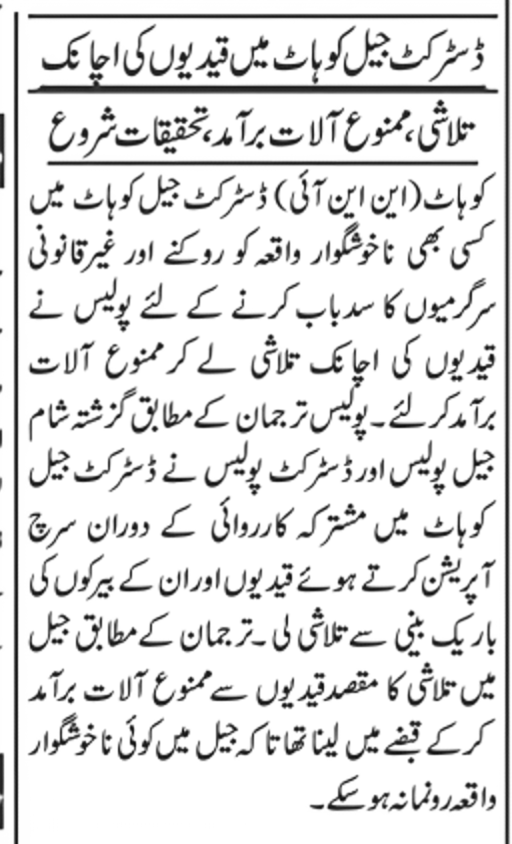 ڈسٹرکٹ جیل کوہاٹ میں قیدیوں کی اچانک
تلاشی، ممنوع آلات برآمد، تحقیقات شروع
کوہاٹ (این این آئی) ڈسٹرکٹ جیل کوہاٹ میں
کسی بھی ناخوشگوار واقعہ کو روکنے اور غیر قانونی
سرگرمیوں کا سدباب کرنے کے لئے پولیس نے
قیدیوں کی اچانک تلاشی لے کر ممنوع آلات
برآمد کر لئے۔ پولیس ترجمان کے مطابق گزشتہ شام
جیل پولیس اور ڈسٹرکٹ پولیس نے ڈسٹرکٹ جیل
کوہاٹ میں مشترکہ کارروائی کے دوران سرچ
آپریشن کرتے ہوئے قیدیوں اور ان کے بیرکوں کی
باریک بینی سے تلاشی لی۔ ترجمان کے مطابق جیل
میں تلاشی کا مقصد قیدیوں سے ممنوع آلات برآمد
کر کے قبضے میں لینا تھا تا کہ جیل میں کوئی ناخوشگوار
واقعہ رونما نہ ہو سکے۔